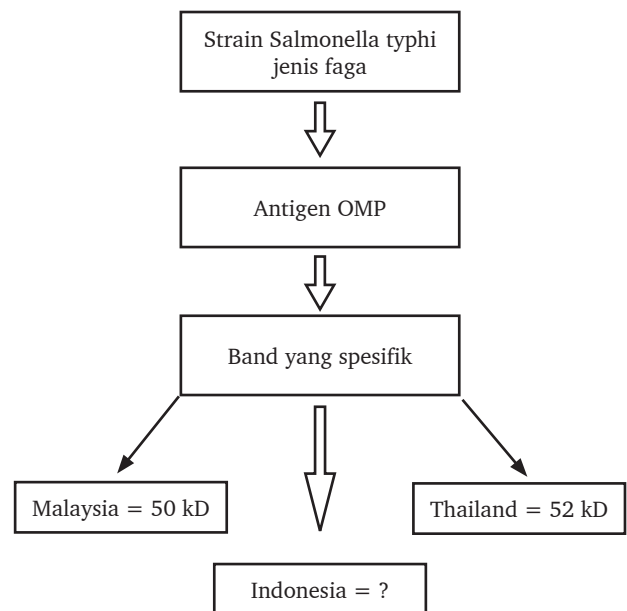 Strain Salmonella typhi
jenis faga
Antigen OMP
Band yang spesifik
Malaysia = 50 kD
Thailand = 52 kD
Indonesia = ?